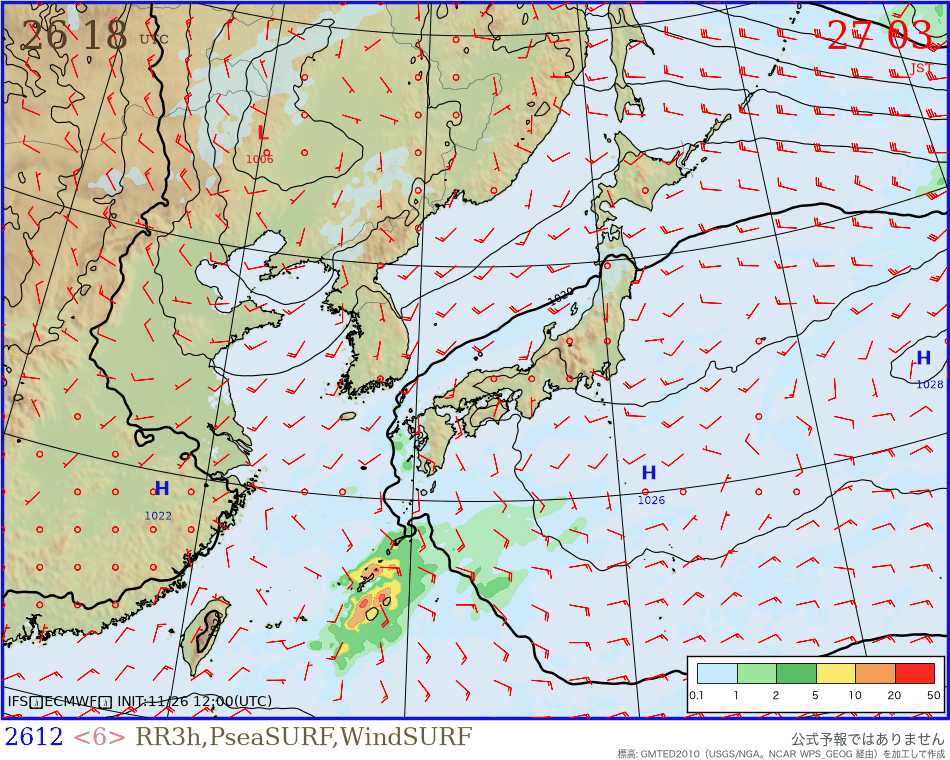 26 18 UTC
27 03
JST
L
1006
1020
H
1028
H
1026
H
1022
0.1 1 2 5 10 20 50
IFS ECMWF INIT:11/26 12:00(UTC)
2612 <6> RR3h,PseaSURF,WindSURF
公式予報ではありません
標高: GMTED2010（USGS/NGA。NCAR WPS_GEOG 経由）を加工して作成